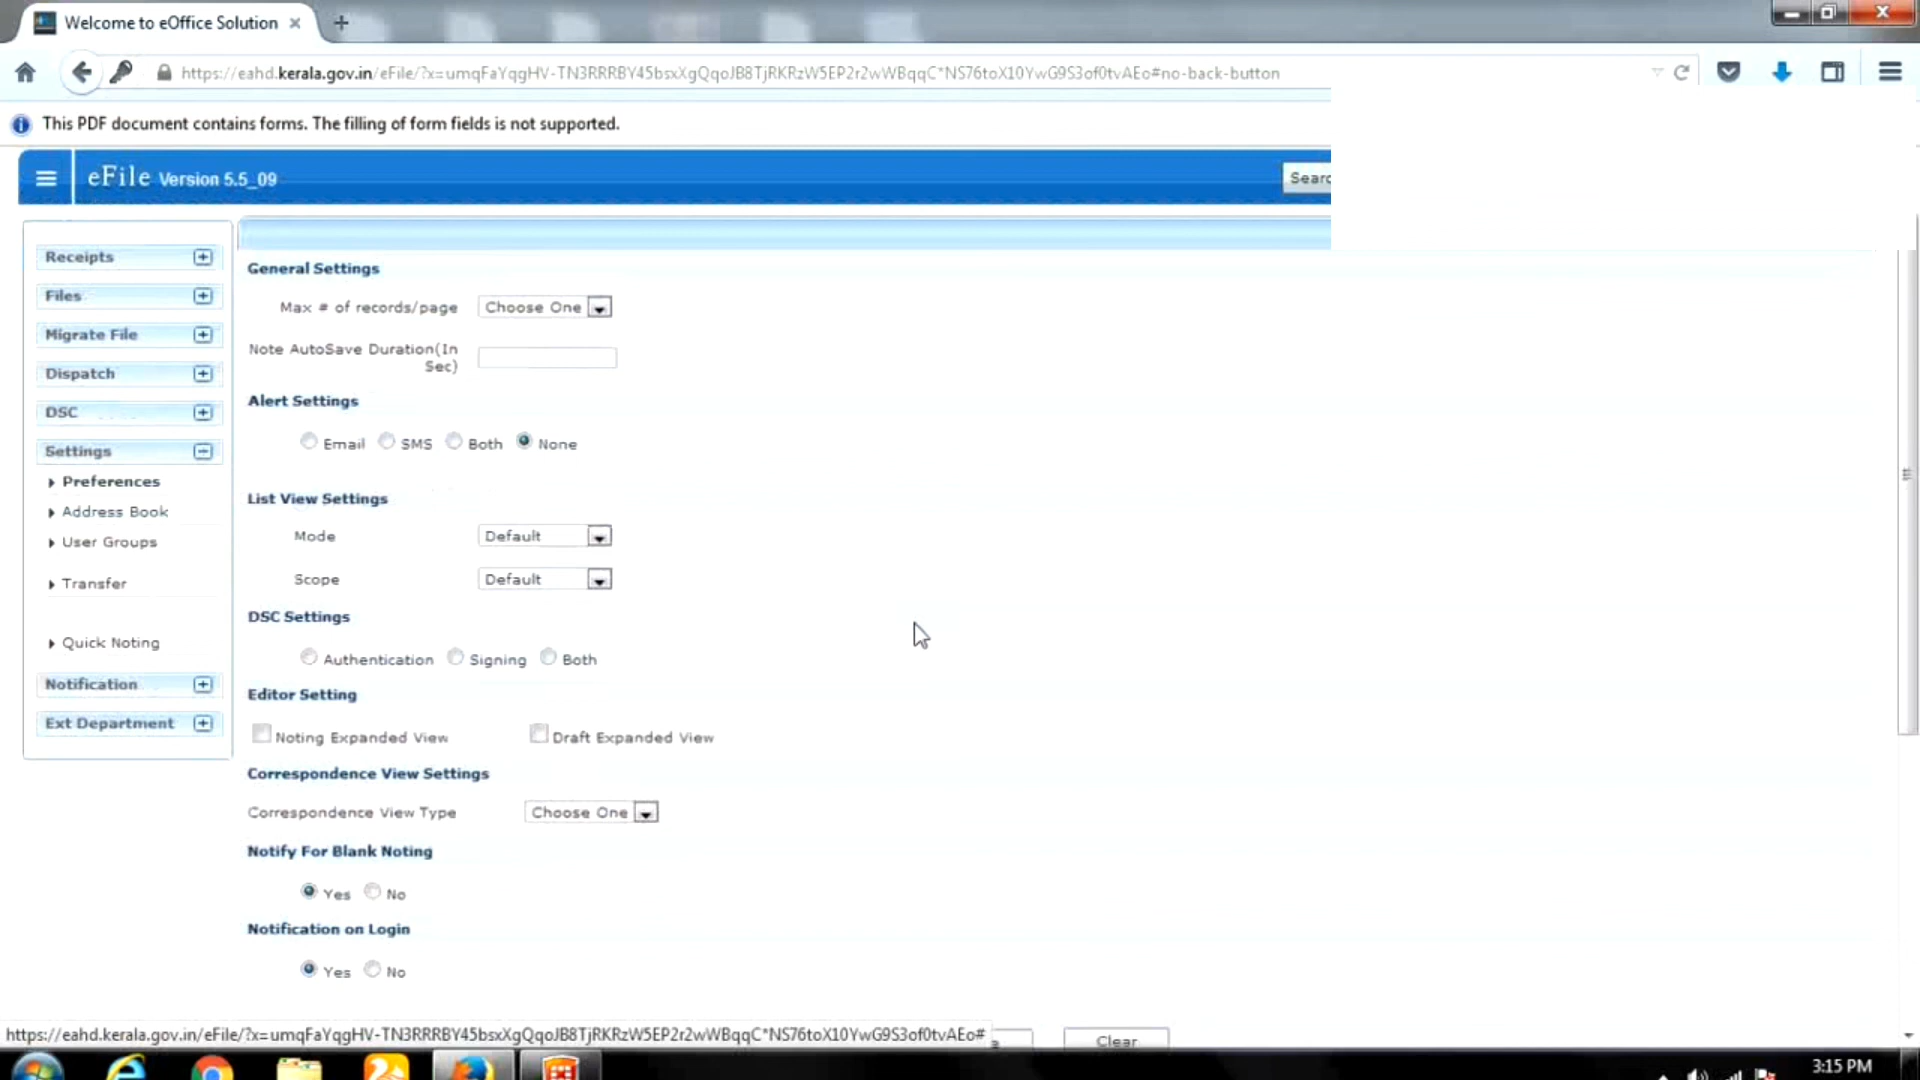 Welcome to eOffice Solution
https://eahd.kerala.gov.in/eFile/?x=umqFaYqgHV-TN3RRRBY45bsxXgQqoJB8TjRKRzW5EP2r2wWBqqC*NS76toX10YwG9S3of0tvAEo#no-back-button
This PDF document contains forms. The filling of form fields is not supported.
eFile Version 5.5_09
Searc
Receipts
Files
Migrate File
Dispatch
DSC
Settings
Preferences
Address Book
User Groups
Transfer
Quick Noting
Notification
Ext Department
General Settings
Max # of records/page Choose One
Note AutoSave Duration(In
Sec)
Alert Settings
Email SMS Both None
List View Settings
Mode Default
Scope Default
DSC Settings
Authentication Signing Both
Editor Setting
Noting Expanded View Draft Expanded View
Correspondence View Settings
Correspondence View Type Choose One
Notify For Blank Noting
Yes No
Notification on Login
Yes No
Clear
https://eahd.kerala.gov.in/eFile/?x=umqFaYqgHV-TN3RRRBY45bsxXgQqoJB8TjRKRzW5EP2r2wWBqqC*NS76toX10YwG9S3of0tvAEo#
3:15 PM